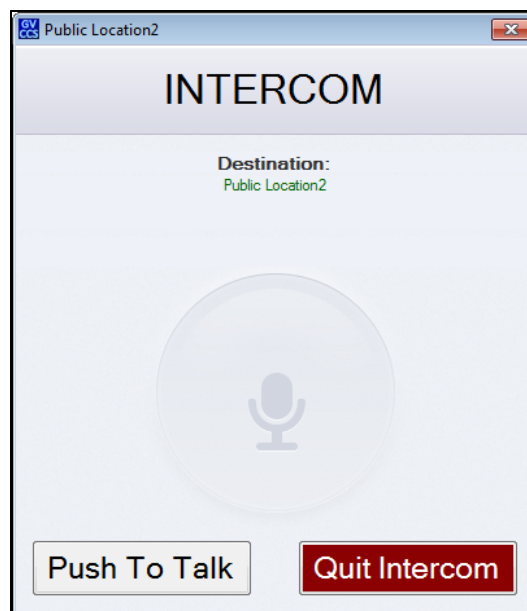 GV
CCS
Public Location2
INTERCOM
Destination:
Public Location2
Push To Talk
Quit Intercom